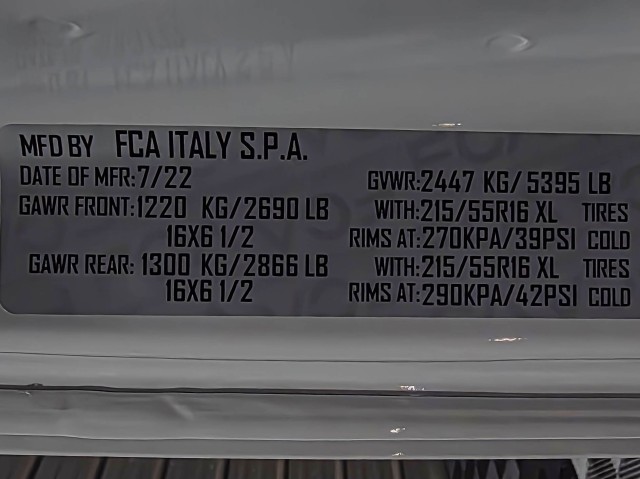 MFD BY FCA ITALY S.P.A.
DATE OF MFR:7/22 GVWR:2447 KG/5395 LB
GAWR FRONT:1220 KG/2690 LB WITH:215/55R16 XL TIRES
16X6 1/2 RIMS AT:270KPA/39PSI COLD
GAWR REAR: 1300 KG/2866 LB WITH:215/55R16 XL TIRES
16X6 1/2 RIMS AT:290KPA/42PSI COLD